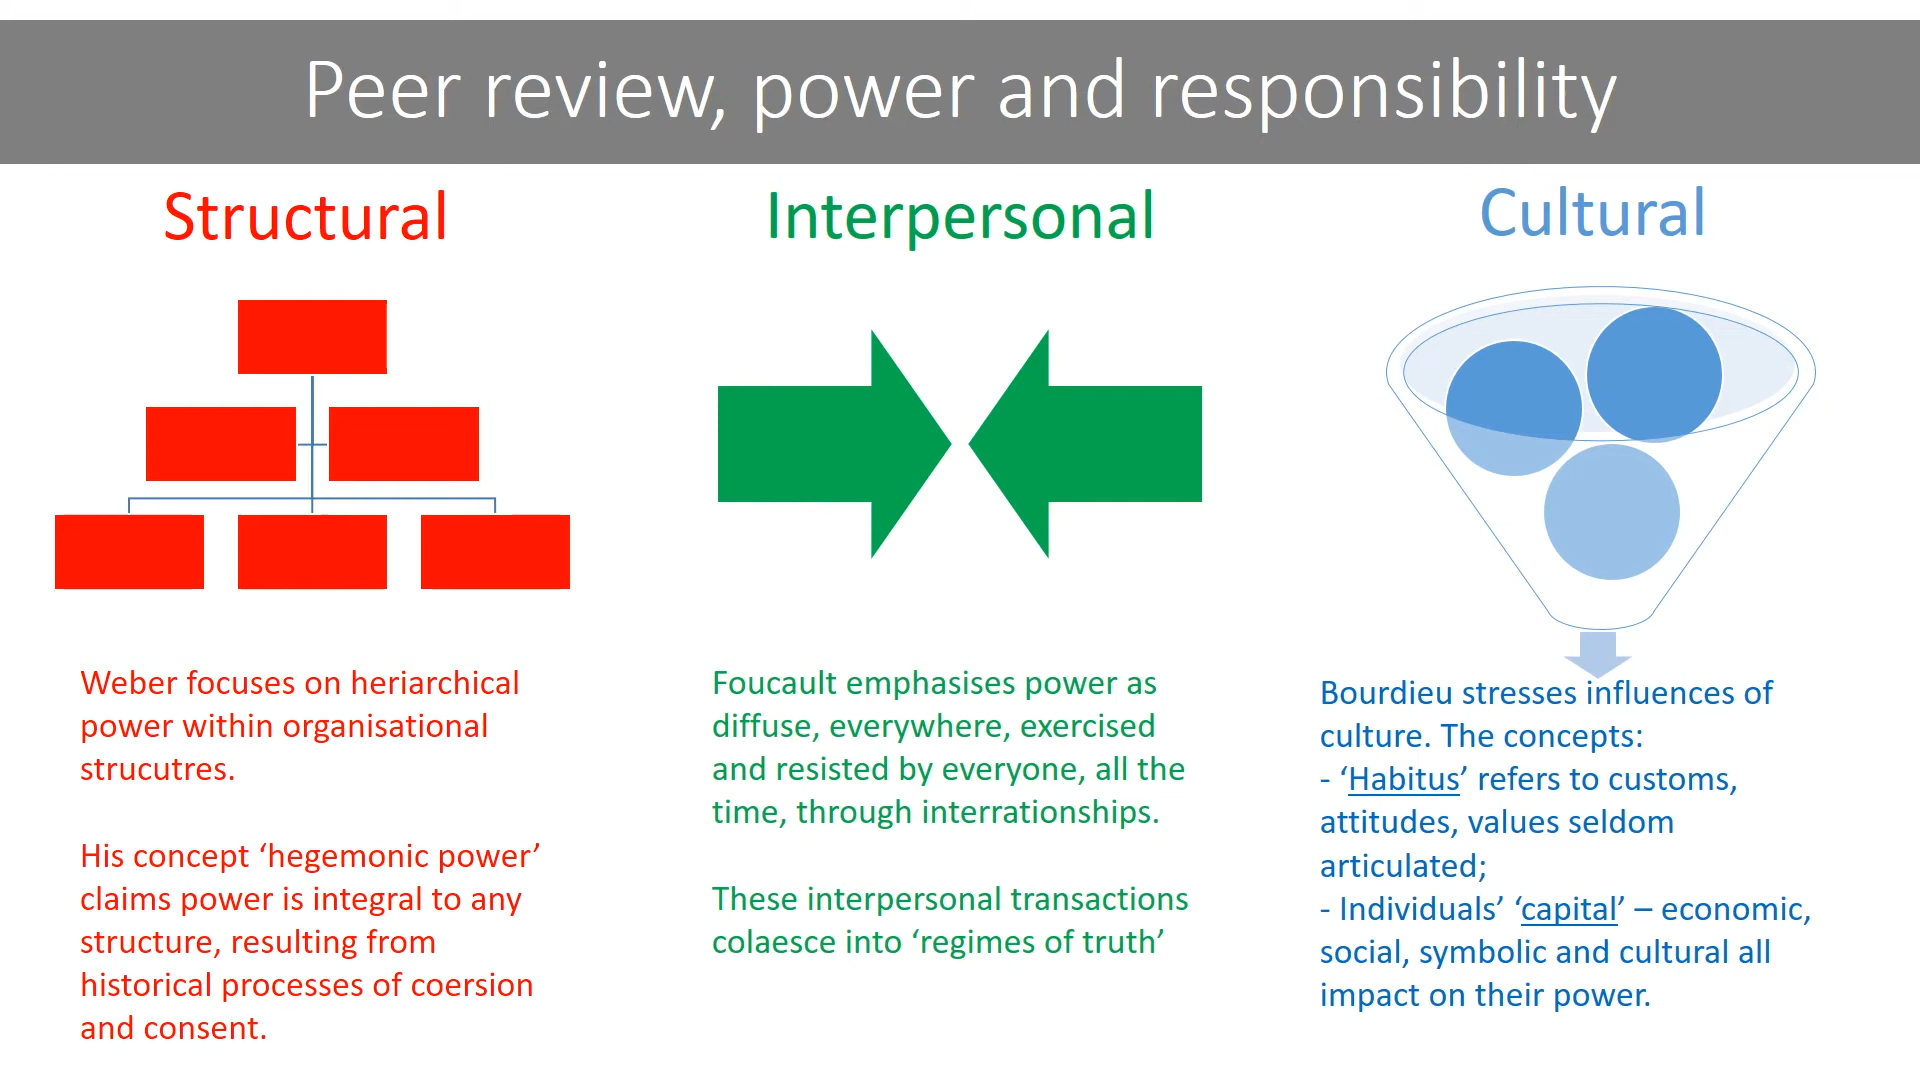 Peer review, power and responsibility
Structural
Interpersonal
Cultural
Weber focuses on heriarchical
power within organisational
strucutres.
His concept ‘hegemonic power’
claims power is integral to any
structure, resulting from
historical processes of coersion
and consent.
Foucault emphasises power as
diffuse, everywhere, exercised
and resisted by everyone, all the
time, through interrationships.
These interpersonal transactions
colaesce into ‘regimes of truth’
Bourdieu stresses influences of
culture. The concepts:
- ‘Habitus’ refers to customs,
attitudes, values seldom
articulated;
- Individuals’ ‘capital’ – economic,
social, symbolic and cultural all
impact on their power.